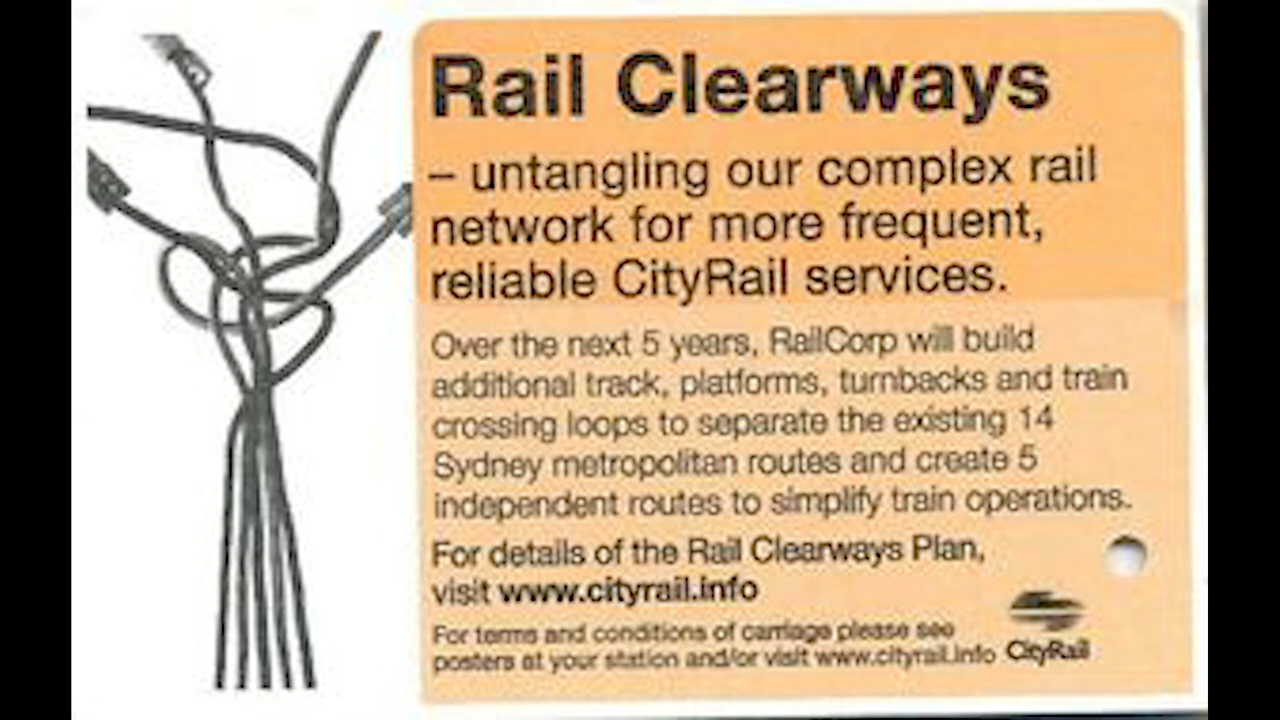 Rail Clearways
– untangling our complex rail
network for more frequent,
reliable CityRail services.
Over the next 5 years, RailCorp will build
additional track, platforms, turnbacks and train
crossing loops to separate the existing 14
Sydney metropolitan routes and create 5
independent routes to simplify train operations.
For details of the Rail Clearways Plan,
visit www.cityrail.info
For terms and conditions of carriage please see
posters at your station and/or visit www.cityrail.info
CityRail